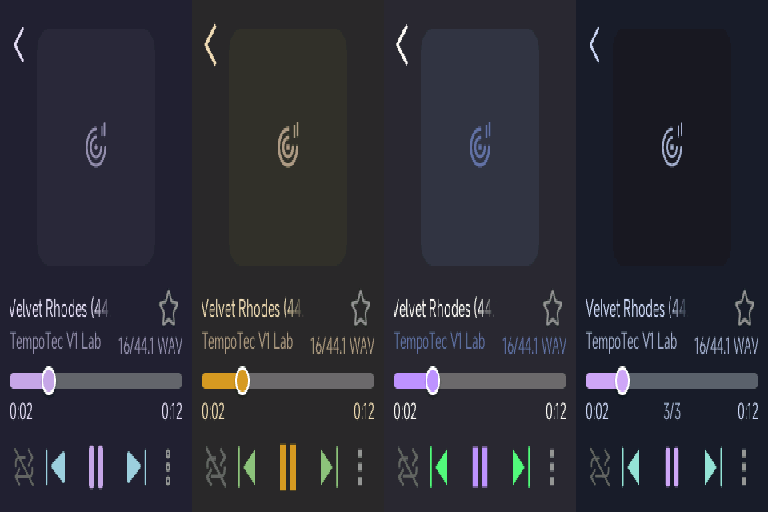 Velvet Rhodes (44
TempoTec V1 Lab
16/44.1 WAV
0:02
0:12
Velvet Rhodes (44
TempoTec V1 Lab
16/44.1 WAV
0:02
0:12
Velvet Rhodes (44.
TempoTec V1 Lab
16/44.1 WAV
0:02
0:12
Velvet Rhodes (44
TempoTec V1 Lab
16/44.1 WAV
0:02
3/3
0:12